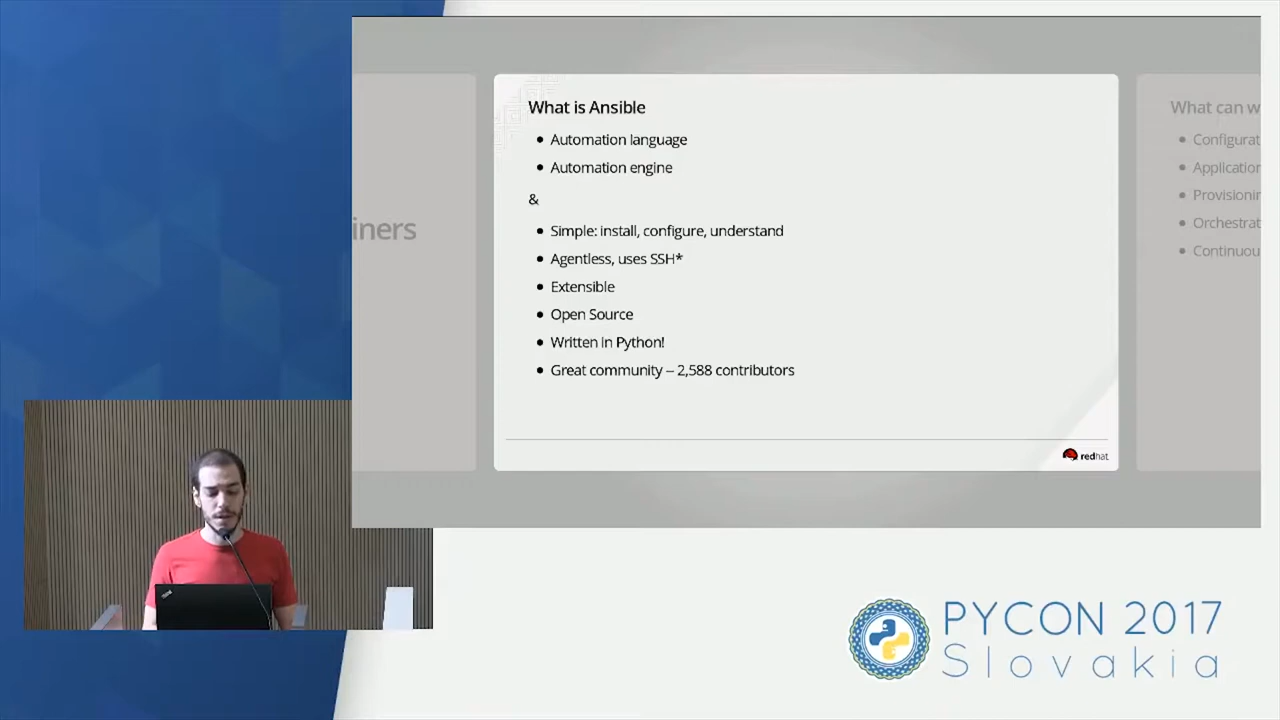 iners
What is Ansible
• Automation language
• Automation engine
&
• Simple: install, configure, understand
• Agentless, uses SSH*
• Extensible
• Open Source
• Written in Python!
• Great community – 2,588 contributors
redhat
What can w
• Configurat
• Application
• Provisionin
• Orchestrat
• Continuou
PYCON 2017
Slovakia